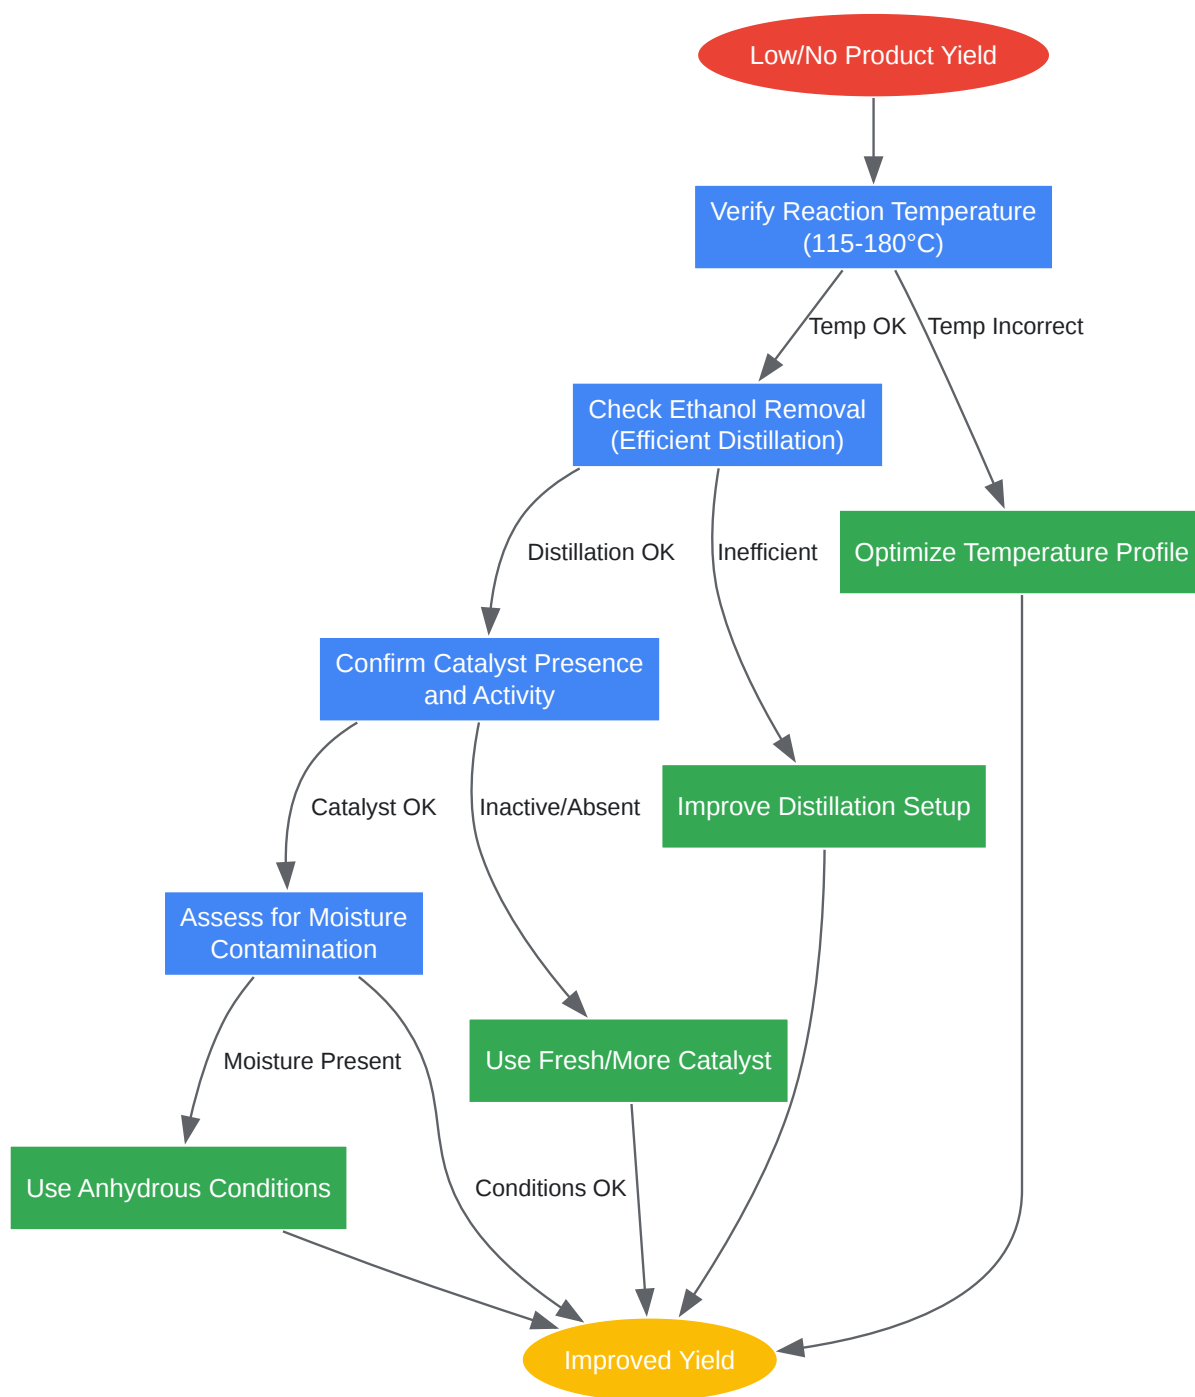 Low/No Product Yield
Verify Reaction Temperature
(115-180°C)
Temp OK
Temp Incorrect
Check Ethanol Removal
(Efficient Distillation)
Distillation OK
Inefficient
Optimize Temperature Profile
Confirm Catalyst Presence
and Activity
Catalyst OK
Inactive/Absent
Improve Distillation Setup
Assess for Moisture
Contamination
Moisture Present
Use Fresh/More Catalyst
Use Anhydrous Conditions
Conditions OK
Improved Yield